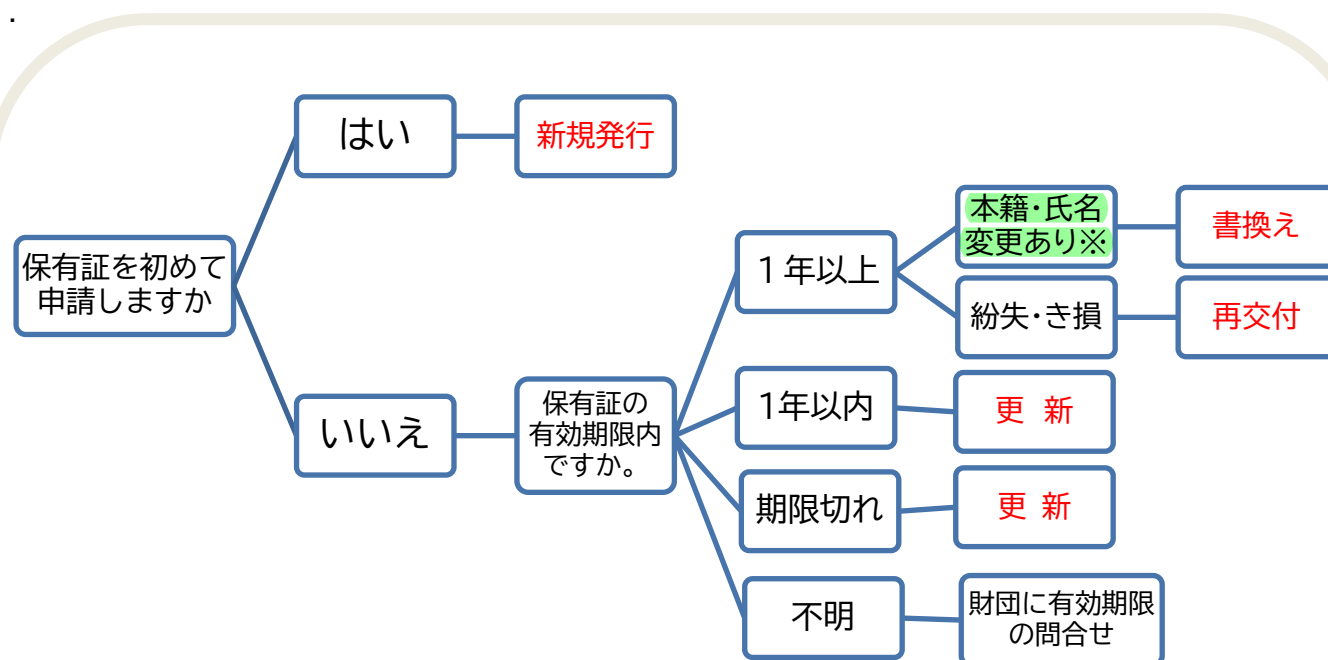 .
はい
新規発行
保有証を初めて
申請しますか
いいえ
保有証の
有効期限内
ですか。
１年以上
本籍・氏名
変更あり※
書換え
紛失・き損
再交付
1年以内
更 新
期限切れ
更 新
不明
財団に有効期限
の問合せ